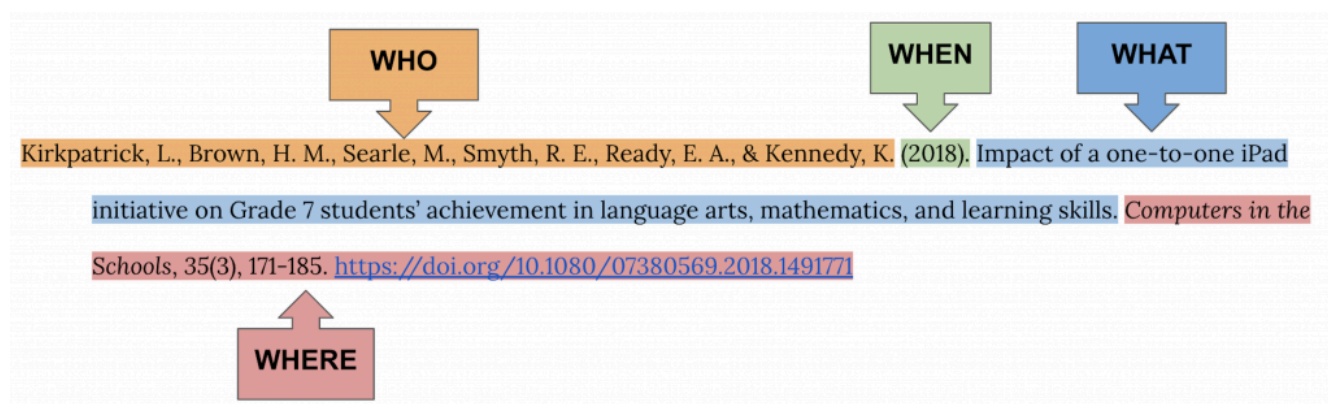 WHO
WHEN
WHAT
Kirkpatrick, L., Brown, H. M., Searle, M., Smyth, R. E., Ready, E. A., & Kennedy, K. (2018). Impact of a one-to-one iPad
initiative on Grade 7 students’ achievement in language arts, mathematics, and learning skills. Computers in the
Schools, 35(3), 171-185. https://doi.org/10.1080/07380569.2018.1491771
WHERE